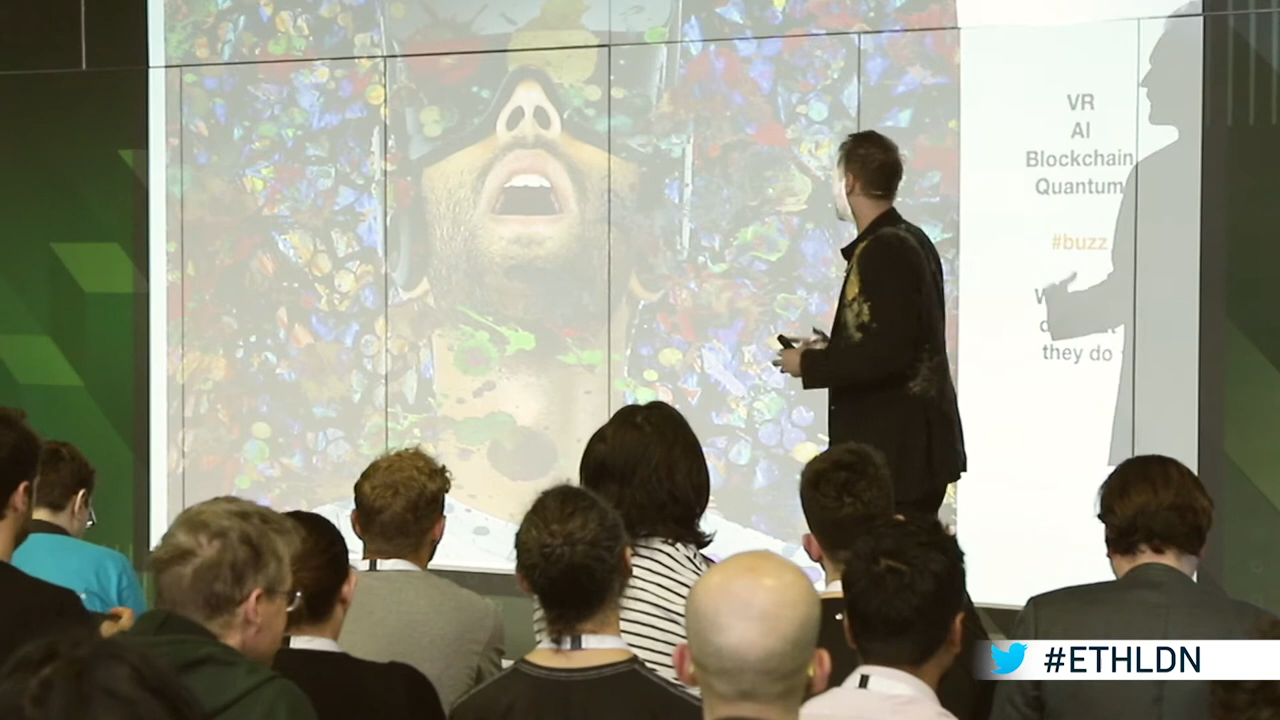 VR
AI
Blockchain
Quantum
#buzz
they do
#ETHLDN